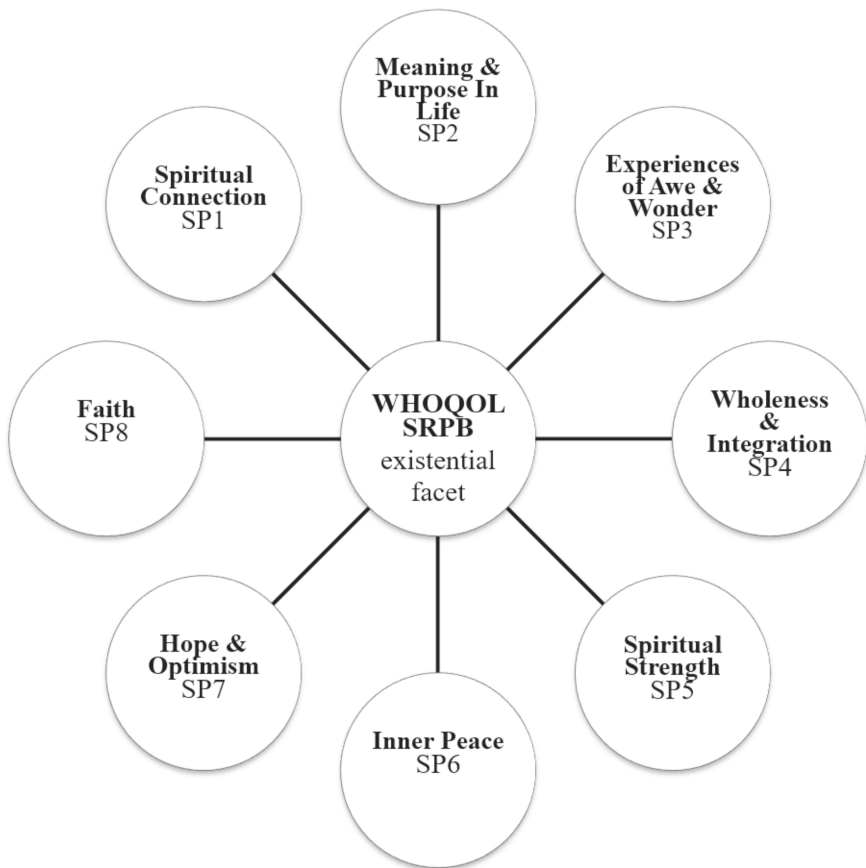 Meaning &
Purpose In
Life
SP2
Spiritual
Connection
SP1
Experiences
of Awe &
Wonder
SP3
WHOQOL
SRPB
existential
facet
Faith
SP8
Wholeness
&
Integration
SP4
Hope &
Optimism
SP7
Spiritual
Strength
SP5
Inner Peace
SP6